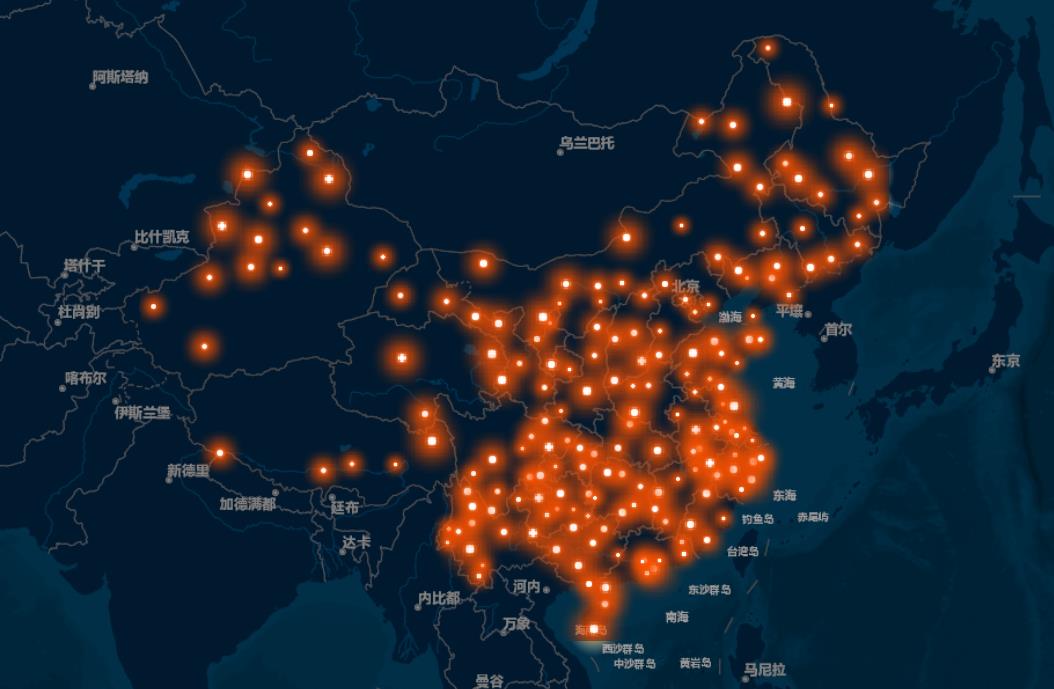 阿斯塔纳
乌兰巴托
比什凯克
塔什干
北京
杜尚别
平壤
渤海
首尔
东京
喀布尔
黄海
伊斯兰堡
新德里
加德满都
廷布
东海
钓鱼岛
赤尾屿
达卡
台湾岛
河内
东沙群岛
内比都
南海
万象
海南岛
西沙群岛
中沙群岛
黄岩岛
马尼拉
曼谷